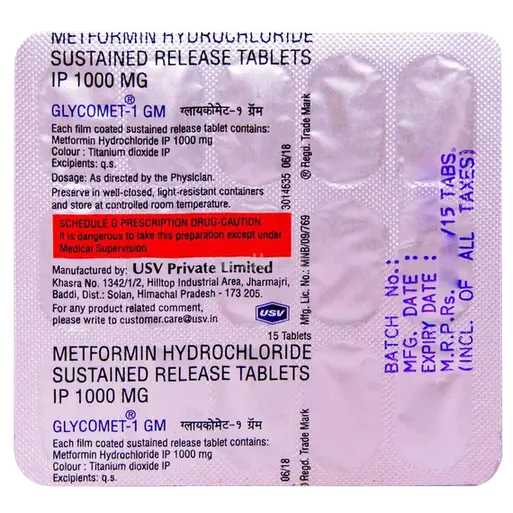 METFORMIN HYDROCHLORIDE
SUSTAINED RELEASE TABLETS
IP 1000 MG
GLYCOMET®-1 GM ग्लायकोमेट-१ ग्रॅम
Each film coated sustained release tablet contains:
Metformin Hydrochloride IP 1000 mg
Colour : Titanium dioxide IP
Excipients: q.s.
Dosage: As directed by the Physician.
Preserve in well-closed, light-resistant containers
and store at controlled room temperature.
SCHEDULE G PRESCRIPTION DRUG-CAUTION
It is dangerous to take this preparation except under
Medical Supervision.
Manufactured by: USV Private Limited
Khasra No. 1342/1/2, Hilltop Industrial Area, Jharmajri,
Baddi, Dist.: Solan, Himachal Pradesh - 173 205.
For any product related comment,
please write to customer.care@usv.in
USV
15 Tablets
3014635 06/18
® Regd. Trade Mark
Mfg. Lic. No.: MNB/09/769
METFORMIN HYDROCHLORIDE
SUSTAINED RELEASE TABLETS
IP 1000 MG
GLYCOMET®-1 GM ग्लायकोमेट-१ ग्रॅम
Each film coated sustained release tablet contains:
Metformin Hydrochloride IP 1000 mg
Colour : Titanium dioxide IP
Excipients: q.s.
06/18
® Regd. Trade Mark
BATCH No.:
MFG. DATE :
EXPIRY DATE :
M.R.P.Rs. /15 TABS.
(INCL. OF ALL TAXES)